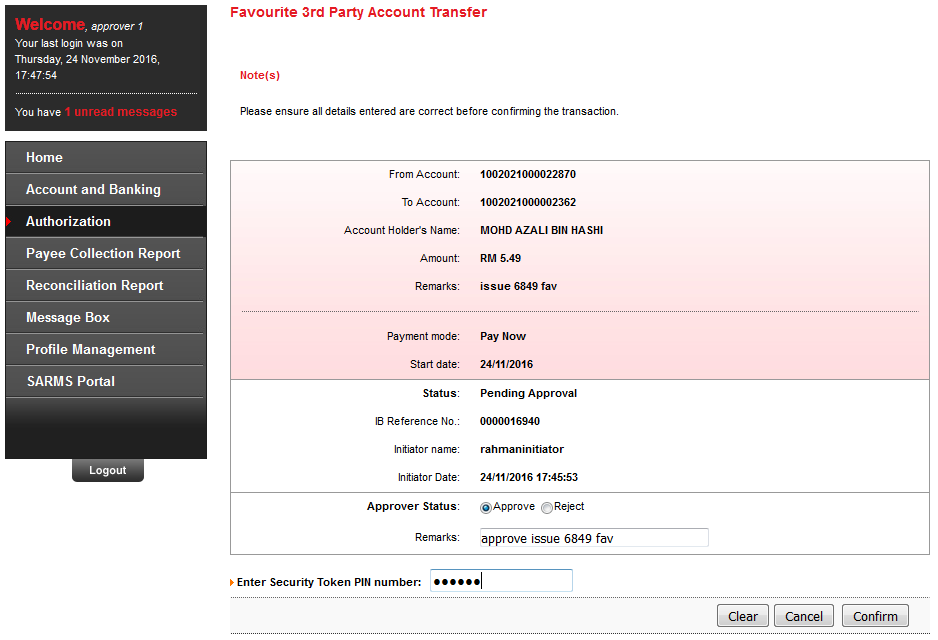 Welcome, approver 1
Your last login was on
Thursday, 24 November 2016,
17:47:54
You have 1 unread messages
Home
Account and Banking
Authorization
Payee Collection Report
Reconciliation Report
Message Box
Profile Management
SARMS Portal
Logout
Favourite 3rd Party Account Transfer
Note(s)
Please ensure all details entered are correct before confirming the transaction.
From Account: 1002021000022870
To Account: 1002021000002362
Account Holder's Name: MOHD AZALI BIN HASHI
Amount: RM 5.49
Remarks: issue 6849 fav
Payment mode: Pay Now
Start date: 24/11/2016
Status: Pending Approval
IB Reference No.: 0000016940
Initiator name: rahmaninitiator
Initiator Date: 24/11/2016 17:45:53
Approver Status: Approve Reject
Remarks: approve issue 6849 fav
Enter Security Token PIN number: ●●●●●●
Clear Cancel Confirm